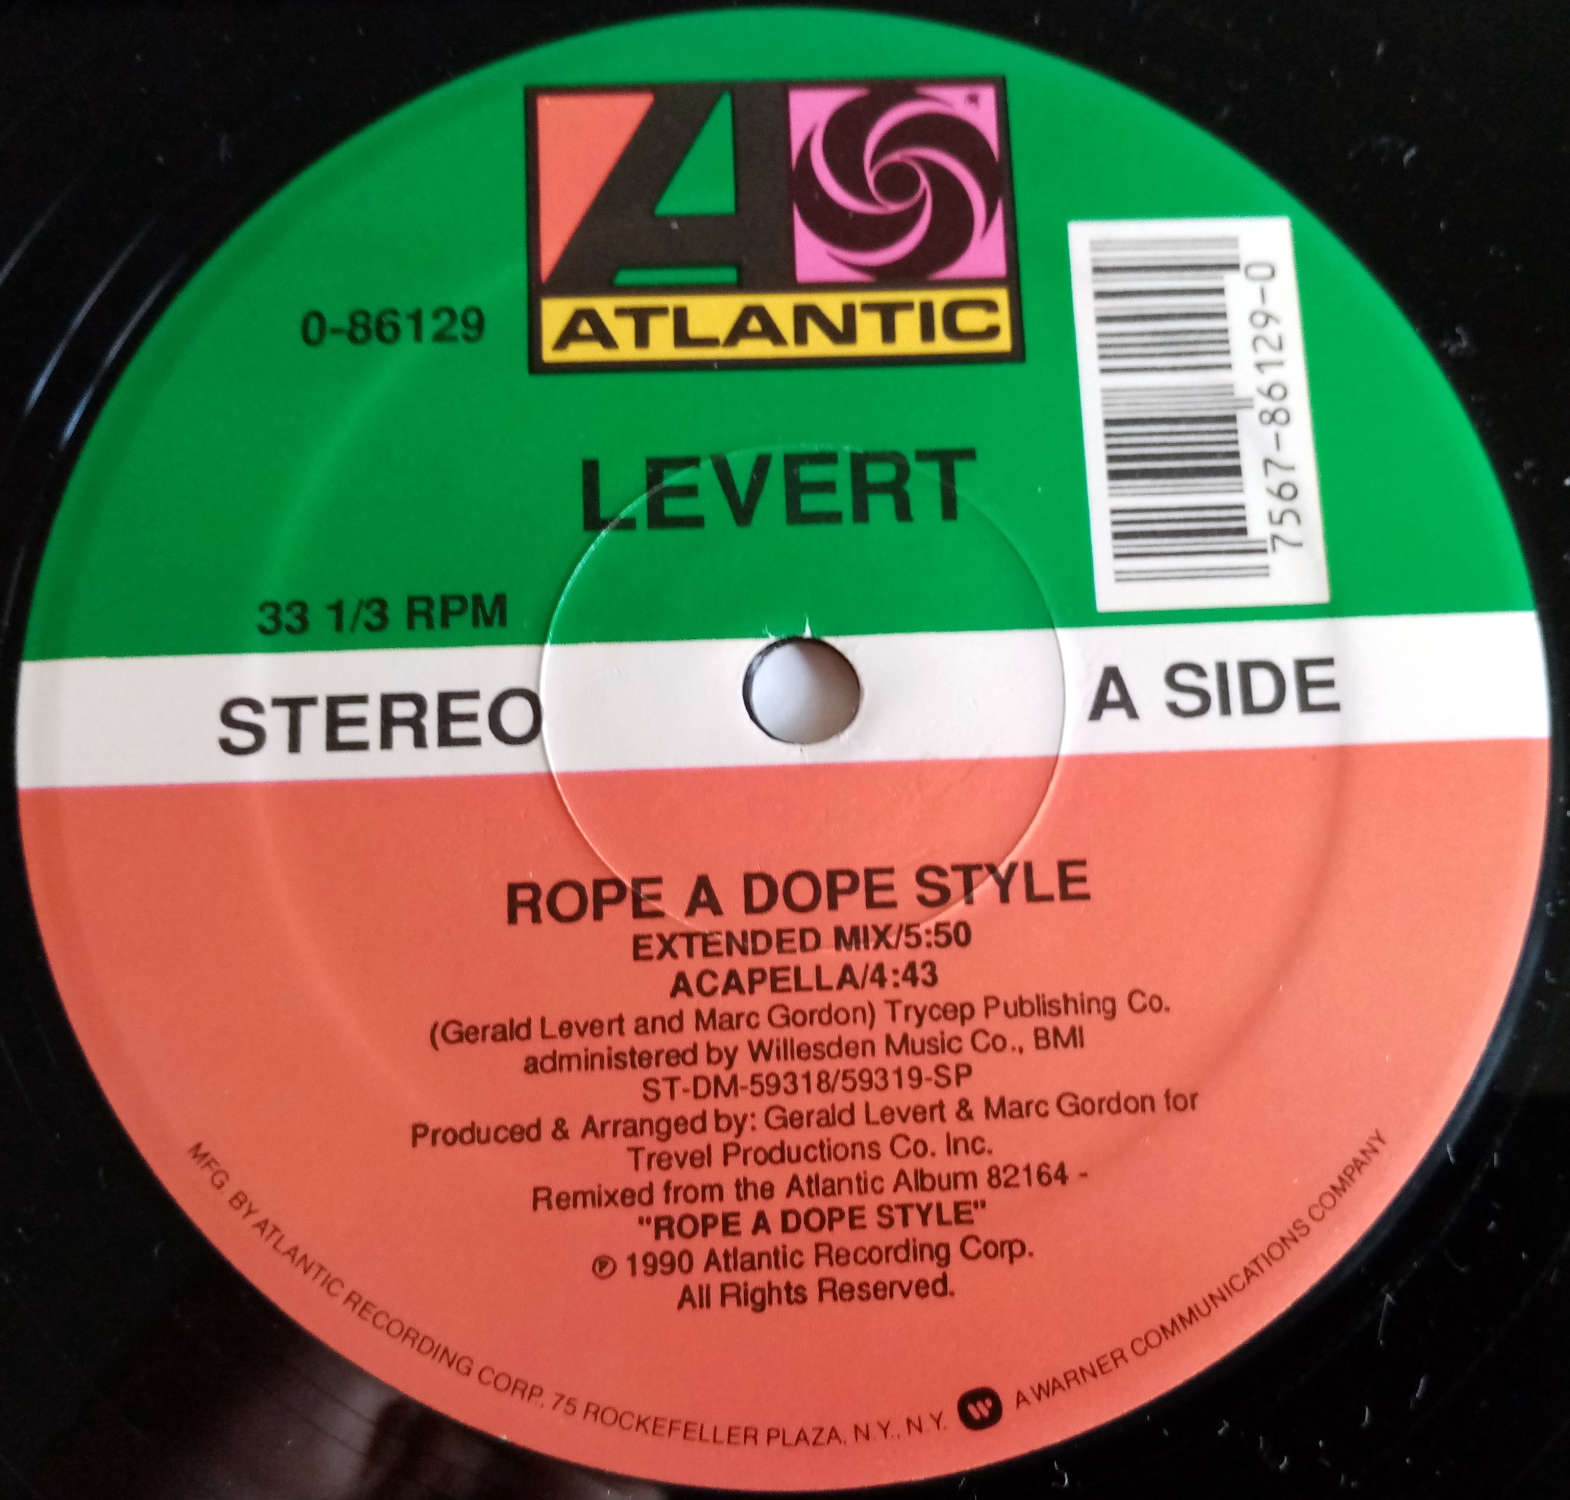 ATLANTIC
0-86129
7567-86129-0
LEVERT
33 1/3 RPM
STEREO
A SIDE
ROPE A DOPE STYLE
EXTENDED MIX/5:50
ACAPELLA/4:43
(Gerald Levert and Marc Gordon) Trycep Publishing Co.
administered by Willesden Music Co., BMI
ST-DM-59318/59319-SP
Produced & Arranged by: Gerald Levert & Marc Gordon for
Trevel Productions Co. Inc.
Remixed from the Atlantic Album 82164 -
"ROPE A DOPE STYLE"
℗ 1990 Atlantic Recording Corp.
All Rights Reserved.
MFG. BY ATLANTIC RECORDING CORP., 75 ROCKEFELLER PLAZA, N.Y., N.Y. A WARNER COMMUNICATIONS COMPANY